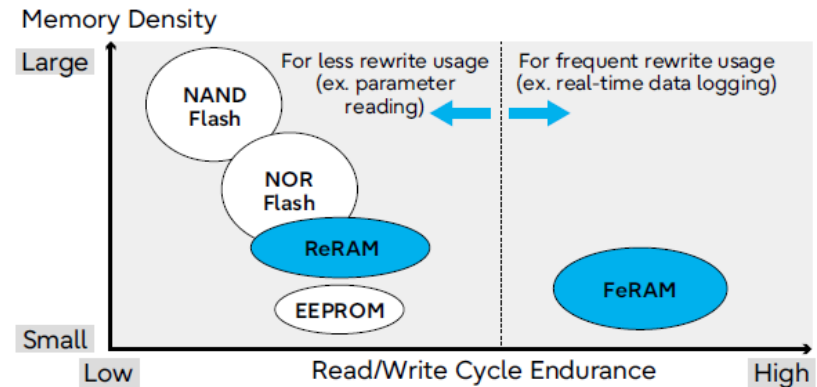 Memory Density
Large
For less rewrite usage
(ex. parameter
reading)
For frequent rewrite usage
(ex. real-time data logging)
NAND
Flash
NOR
Flash
ReRAM
EEPROM
FeRAM
Small
Low
Read/Write Cycle Endurance
High